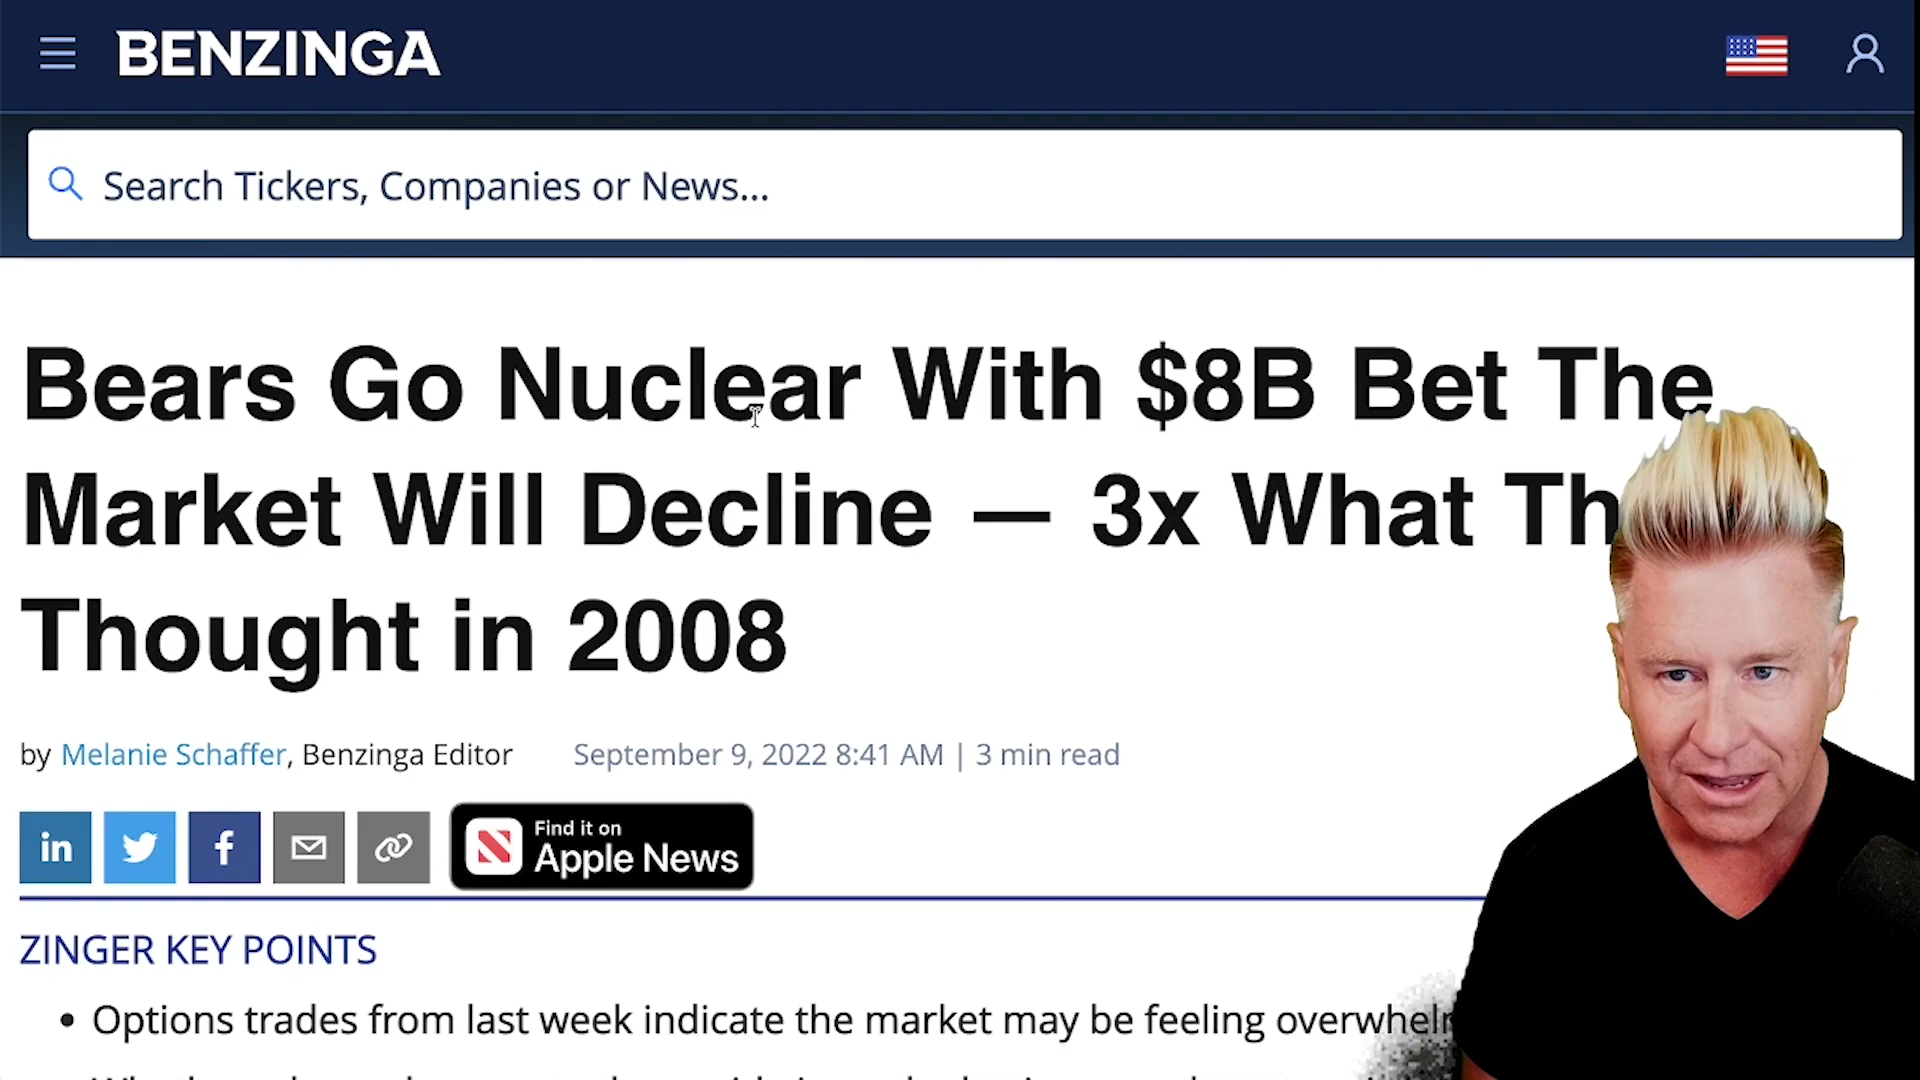 BENZINGA
Search Tickers, Companies or News...
Bears Go Nuclear With $8B Bet The
Market Will Decline — 3x What
Thought in 2008
by Melanie Schaffer, Benzinga Editor September 9, 2022 8:41 AM | 3 min read
in
f
Find it on
Apple News
ZINGER KEY POINTS
• Options trades from last week indicate the market may be feeling